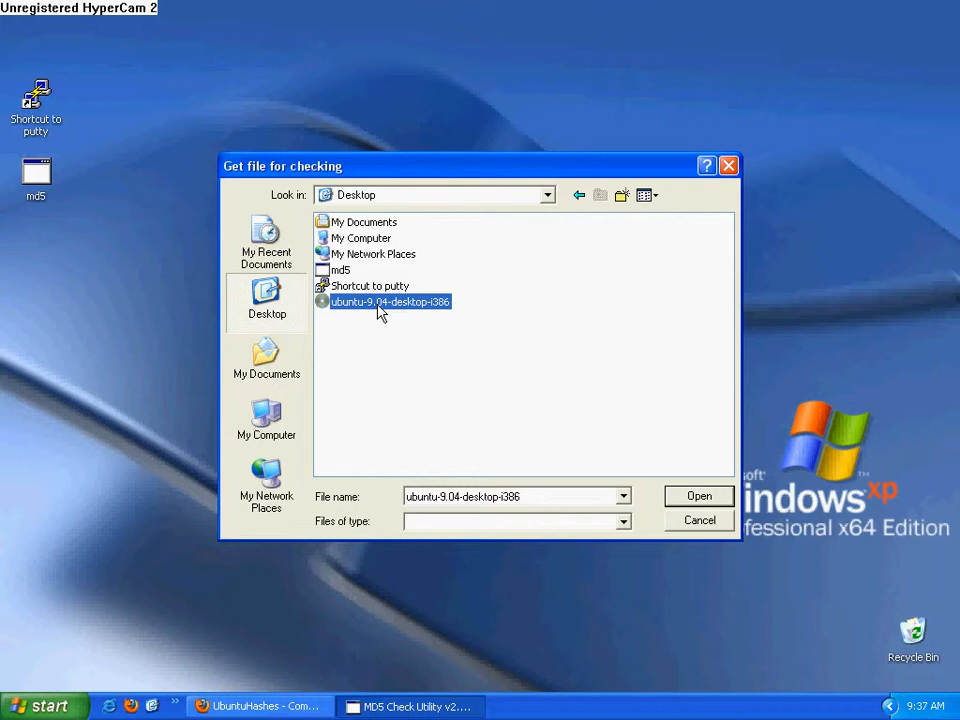 Unregistered HyperCam 2
Shortcut to
putty
md5
Get file for checking
Look in:
Desktop
My Recent
Documents
Desktop
My Documents
My Computer
My Network
Places
My Documents
My Computer
My Network Places
md5
Shortcut to putty
ubuntu-9.04-desktop-i386
File name:
ubuntu-9.04-desktop-i386
Open
Files of type:
Cancel
soft
indows xp
fessional x64 Edition
Recycle Bin
start
UbuntuHashes - Com...
MD5 Check Utility v2....
9:37 AM